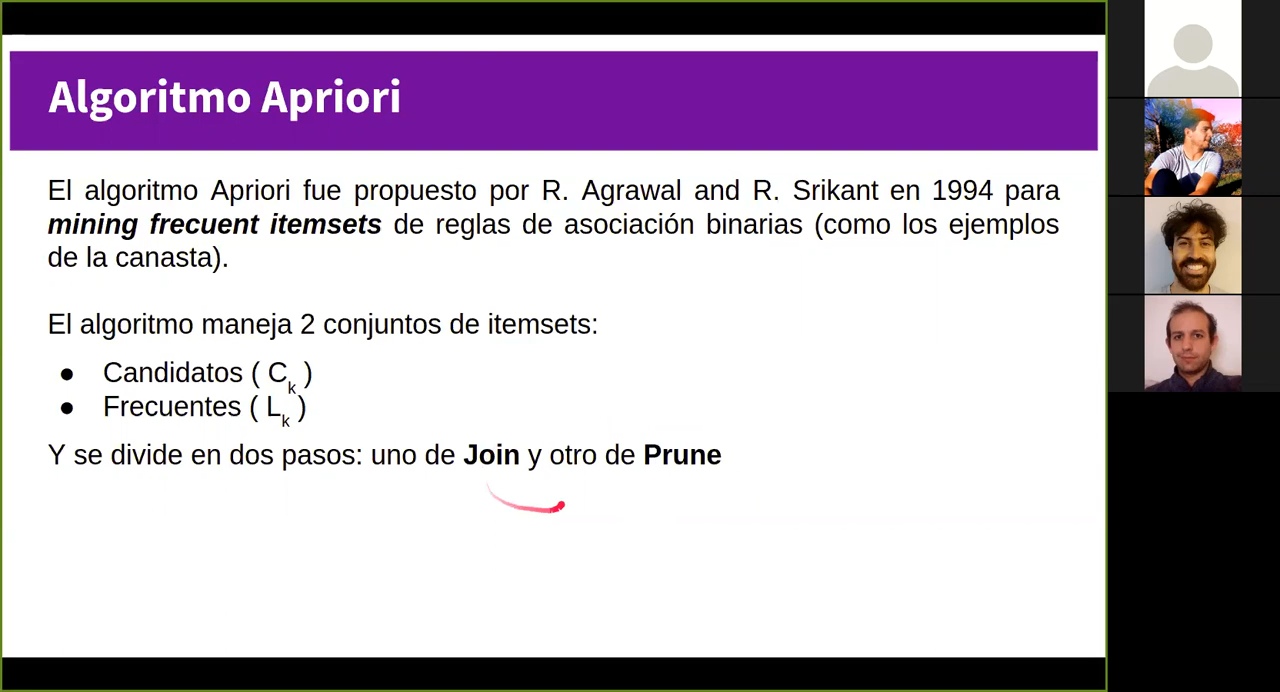 Algoritmo Apriori
El algoritmo Apriori fue propuesto por R. Agrawal and R. Srikant en 1994 para
mining frecuent itemsets de reglas de asociación binarias (como los ejemplos
de la canasta).
El algoritmo maneja 2 conjuntos de itemsets:
● Candidatos ( Ck )
● Frecuentes ( Lk )
Y se divide en dos pasos: uno de Join y otro de Prune